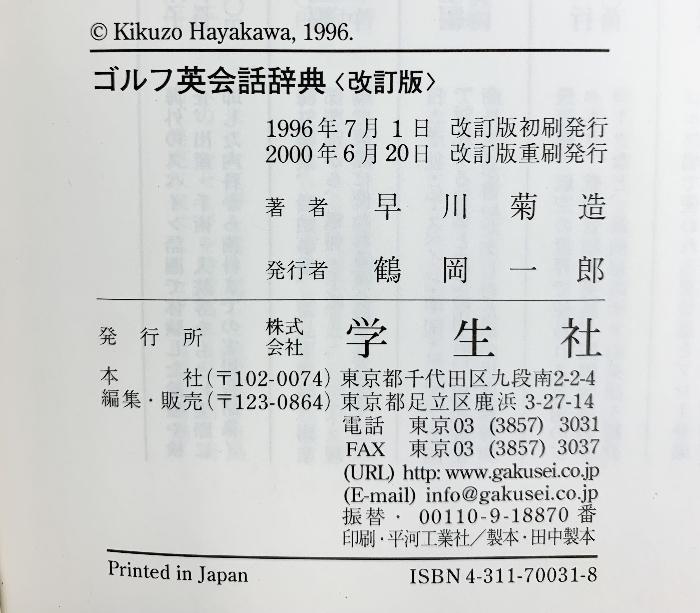 © Kikuzo Hayakawa, 1996.
ゴルフ英会話辞典〈改訂版〉
1996年7月1日 改訂版初刷発行
2000年6月20日 改訂版重刷発行
著者 早川菊造
発行者 鶴岡一郎
発行所 株式会社 学生社
本社(〒102-0074) 東京都千代田区九段南2-2-4
編集・販売(〒123-0864) 東京都足立区鹿浜 3-27-14
電話 東京03 (3857) 3031
FAX 東京03 (3857) 3037
(URL) http: www.gakusei.co.jp
(E-mail) info@gakusei.co.jp
振替・00110-9-18870 番
印刷・平河工業社／製本・田中製本
Printed in Japan ISBN 4-311-70031-8